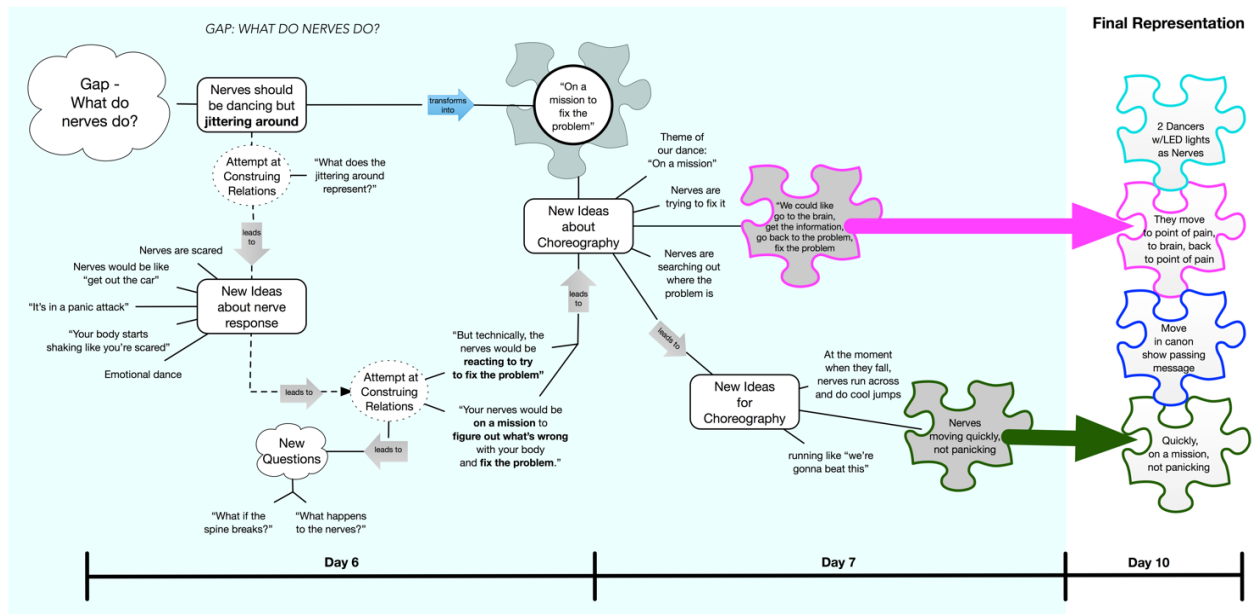 GAP: WHAT DO NERVES DO?
Final Representation
Gap -
What do
nerves do?
Nerves should
be dancing but
jittering around
transforms
into
"On a
mission to
fix the
problem"
Attempt at
Construing
Relations
"What does the
jittering around
represent?"
leads
to
Nerves are scared
Nerves would be like
"get out the car"
"It's in a panic attack"
"Your body starts
shaking like you're scared"
Emotional dance
New Ideas
about nerve
response
leads to
Attempt at
Construing
Relations
"But technically, the
nerves would be
reacting to try
to fix the problem"
"Your nerves would be
on a mission to
figure out what's wrong
with your body
and fix the problem."
leads to
New
Questions
"What if the
spine breaks?"
"What happens
to the nerves?"
leads
to
New Ideas
about
Choreography
Theme of
our dance:
"On a mission"
Nerves are
trying to fix it
Nerves are
searching out
where the
problem is
"We could like
go to the brain,
get the information,
go back to the problem,
fix the problem
leads to
New Ideas
for
Choreography
At the moment
when they fall,
nerves run across
and do cool jumps
running like "we're
gonna beat this"
Nerves
moving quickly,
not panicking
2 Dancers
w/LED lights
as Nerves
They move
to point of pain,
to brain, back
to point of pain
Move
in canon
show passing
message
Quickly,
on a mission,
not panicking
Day 6
Day 7
Day 10